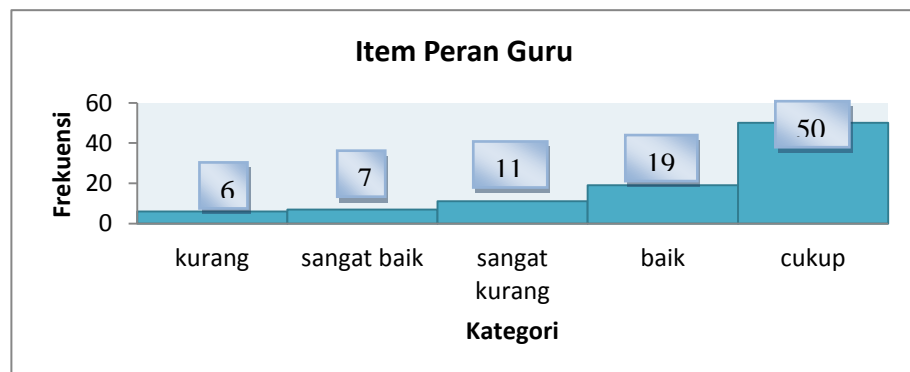 Item Peran Guru
Frekuensi
60
40
20
0
6
7
11
19
50
kurang
sangat baik
sangat
kurang
baik
cukup
Kategori